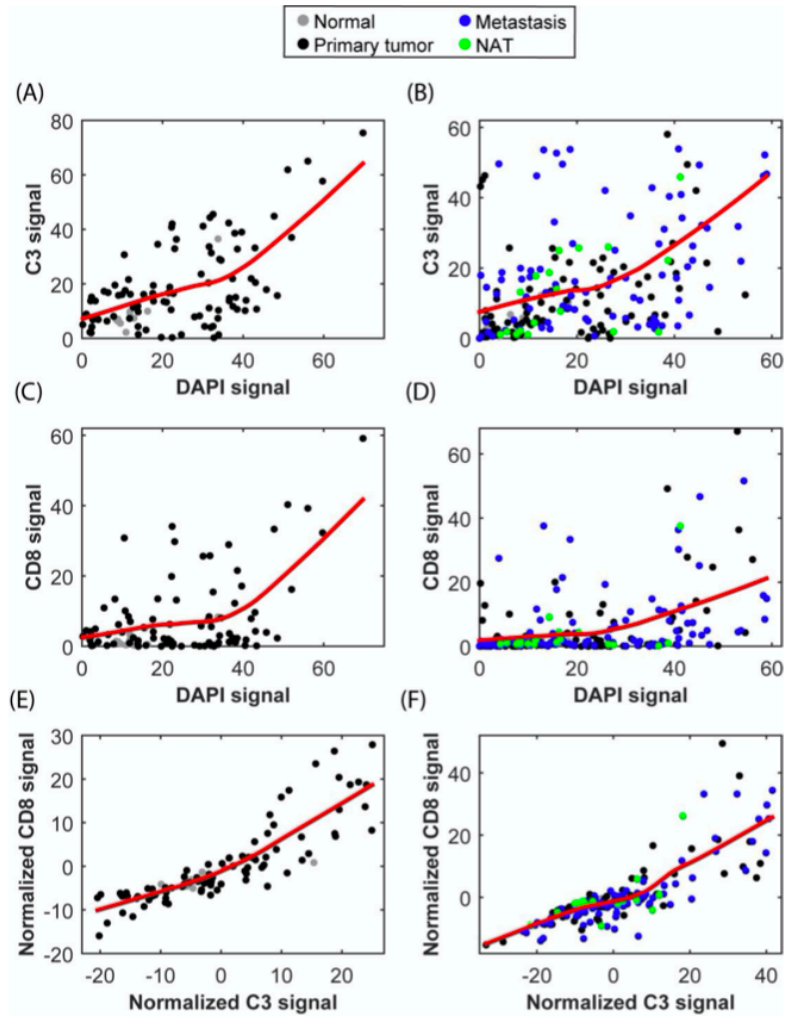 Normal Metastasis
Primary tumor NAT
(A) (B)
80
60
40
20
0
C3 signal
0 20 40 60
DAPI signal
60
40
20
0
C3 signal
0 20 40 60
DAPI signal
(C) (D)
60
40
20
0
CD8 signal
0 20 40 60
DAPI signal
60
40
20
0
CD8 signal
0 20 40 60
DAPI signal
(E) (F)
30
20
10
0
-10
-20
Normalized CD8 signal
-20 -10 0 10 20
Normalized C3 signal
40
20
0
Normalized CD8 signal
-20 0 20 40
Normalized C3 signal